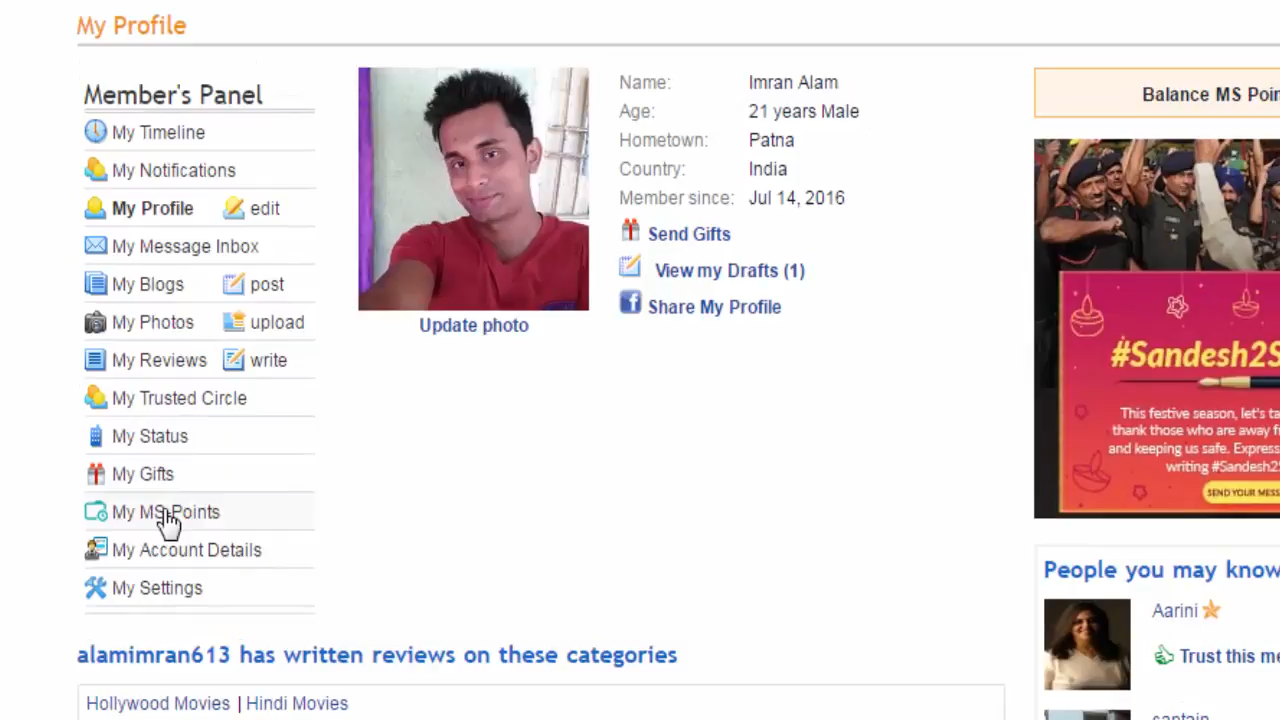 My Profile
Member's Panel
My Timeline
My Notifications
My Profile edit
My Message Inbox
My Blogs post
My Photos upload
My Reviews write
My Trusted Circle
My Status
My Gifts
My MS Points
My Account Details
My Settings
Update photo
Name: Imran Alam
Age: 21 years Male
Hometown: Patna
Country: India
Member since: Jul 14, 2016
Send Gifts
View my Drafts (1)
Share My Profile
Balance MS Poin
#Sandesh2S
This festive season, let's ta
thank those who are away f
and keeping us safe. Express
writing #Sandesh2S
SEND YOUR MESS
People you may know
Aarini
Trust this me
alamimran613 has written reviews on these categories
Hollywood Movies | Hindi Movies